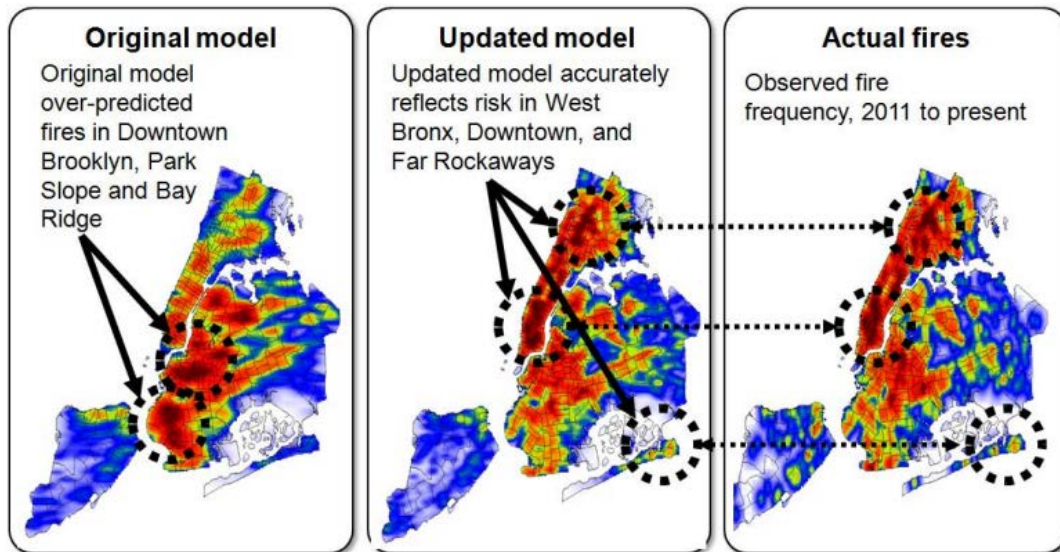 Original model
Original model
over-predicted
fires in Downtown
Brooklyn, Park
Slope and Bay
Ridge
Updated model
Updated model accurately
reflects risk in West
Bronx, Downtown, and
Far Rockaways
Actual fires
Observed fire
frequency, 2011 to present